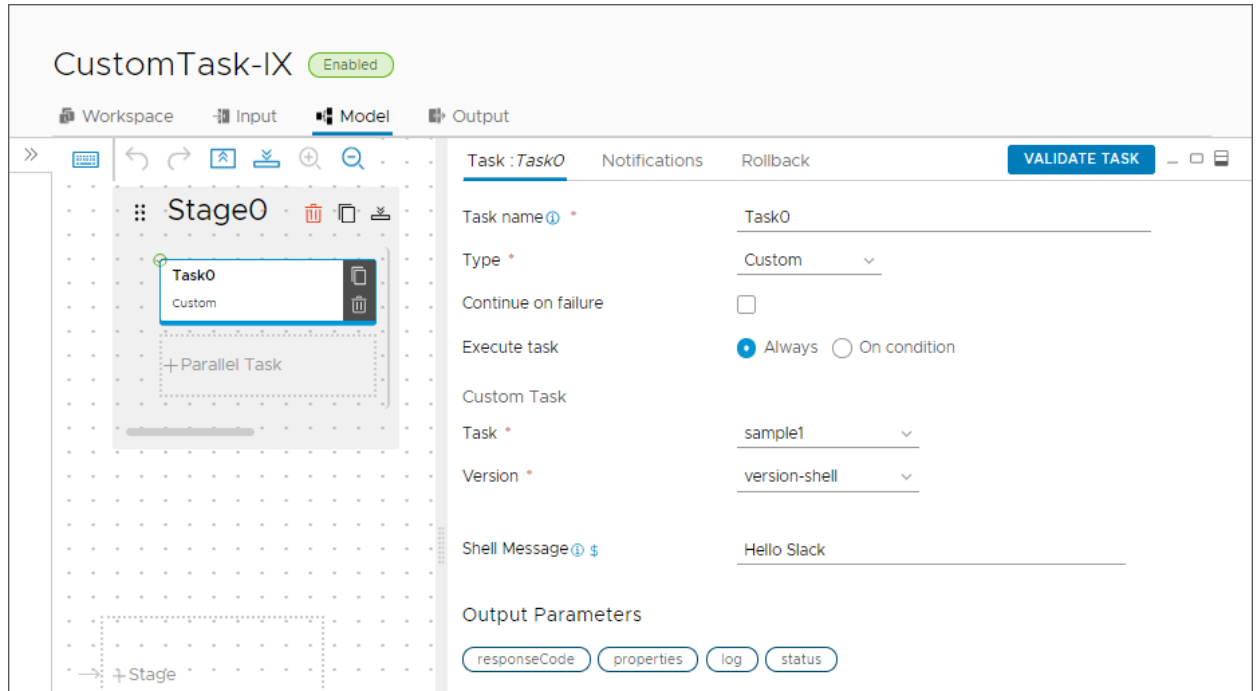 CustomTask-IX Enabled
Workspace Input Model Output
Task : Task0 Notifications Rollback VALIDATE TASK
Stage0
Task0
Custom
+Parallel Task
+Stage
Task name *
Task0
Type *
Custom
Continue on failure
Execute task
Always On condition
Custom Task
Task *
sample1
Version *
version-shell
Shell Message $
Hello Slack
Output Parameters
responseCode properties log status